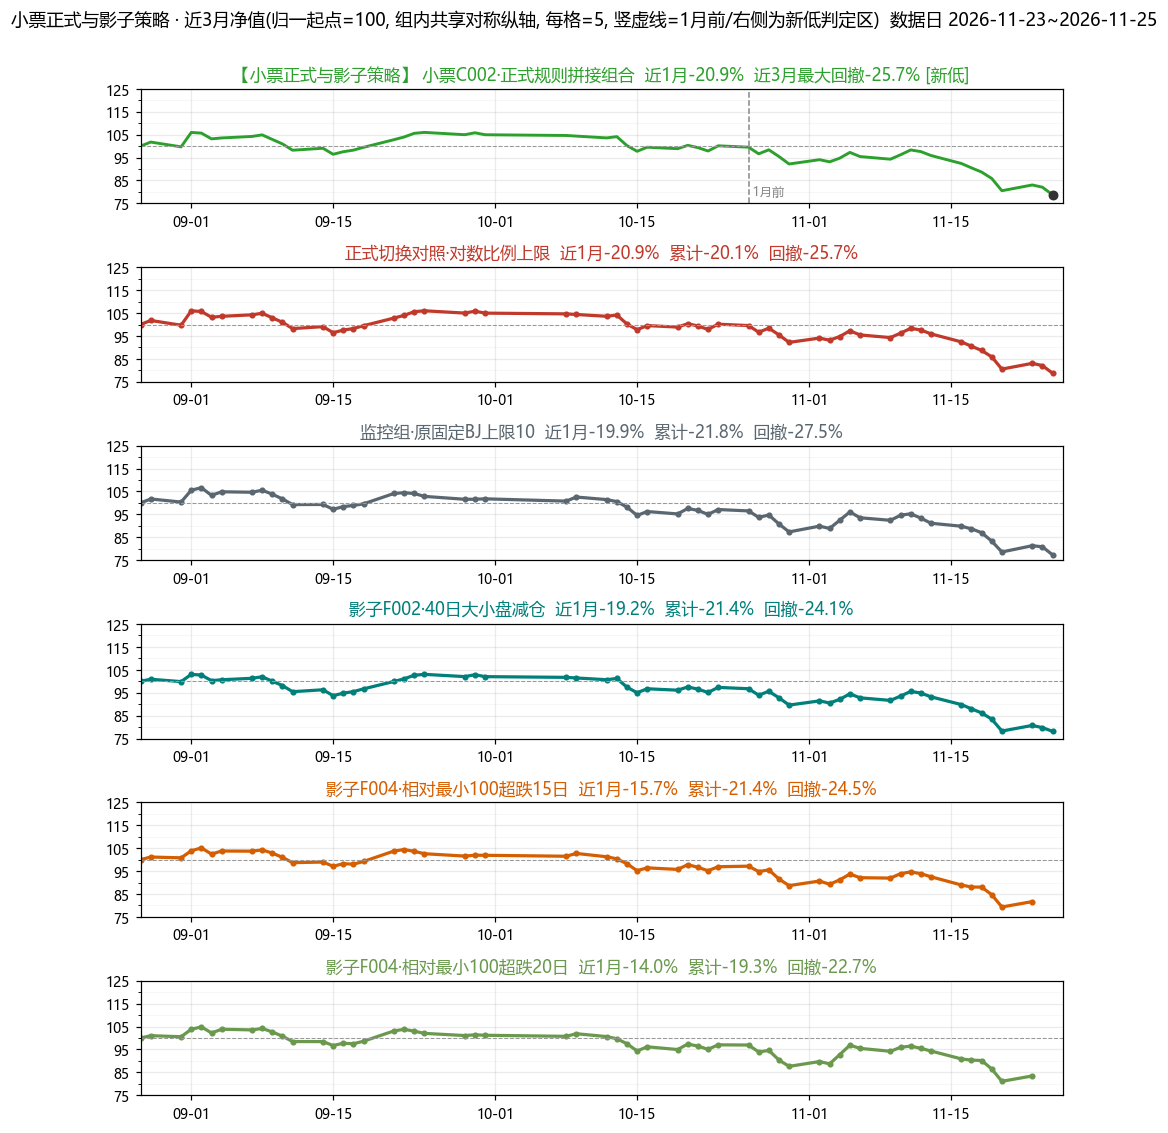 小票正式与影子策略 · 近3月净值(归一起点=100, 组内共享对称纵轴, 每格=5, 竖虚线=1月前/右侧为新低判定区)  数据日 2026-11-23~2026-11-25
【小票正式与影子策略】 小票C002·正式规则拼接组合  近1月-20.9%  近3月最大回撤-25.7% [新低]
125
115
105
95
85
75
1月前
09-01 09-15 10-01 10-15 11-01 11-15
正式切换对照·对数比例上限  近1月-20.9%  累计-20.1%  回撤-25.7%
125
115
105
95
85
75
09-01 09-15 10-01 10-15 11-01 11-15
监控组·原固定BJ上限10  近1月-19.9%  累计-21.8%  回撤-27.5%
125
115
105
95
85
75
09-01 09-15 10-01 10-15 11-01 11-15
影子F002·40日大小盘减仓  近1月-19.2%  累计-21.4%  回撤-24.1%
125
115
105
95
85
75
09-01 09-15 10-01 10-15 11-01 11-15
影子F004·相对最小100超跌15日  近1月-15.7%  累计-21.4%  回撤-24.5%
125
115
105
95
85
75
09-01 09-15 10-01 10-15 11-01 11-15
影子F004·相对最小100超跌20日  近1月-14.0%  累计-19.3%  回撤-22.7%
125
115
105
95
85
75
09-01 09-15 10-01 10-15 11-01 11-15